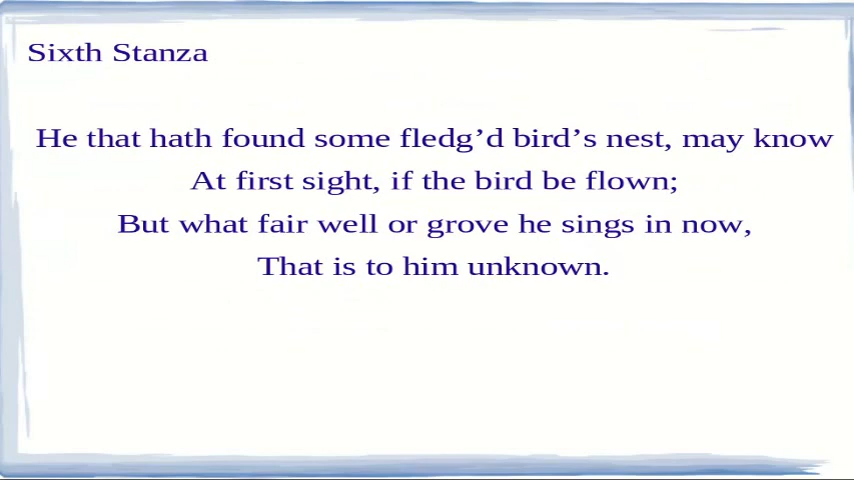 Sixth Stanza
He that hath found some fledg’d bird’s nest, may know
At first sight, if the bird be flown;
But what fair well or grove he sings in now,
That is to him unknown.